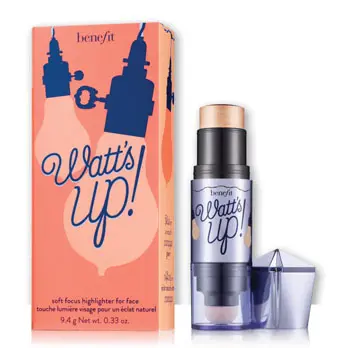 benefit
Watt's
up!
soft focus highlighter for face
touche lumière visage pour un éclat naturel
9.4 g Net wt. 0.33 oz.
Watt's
up!